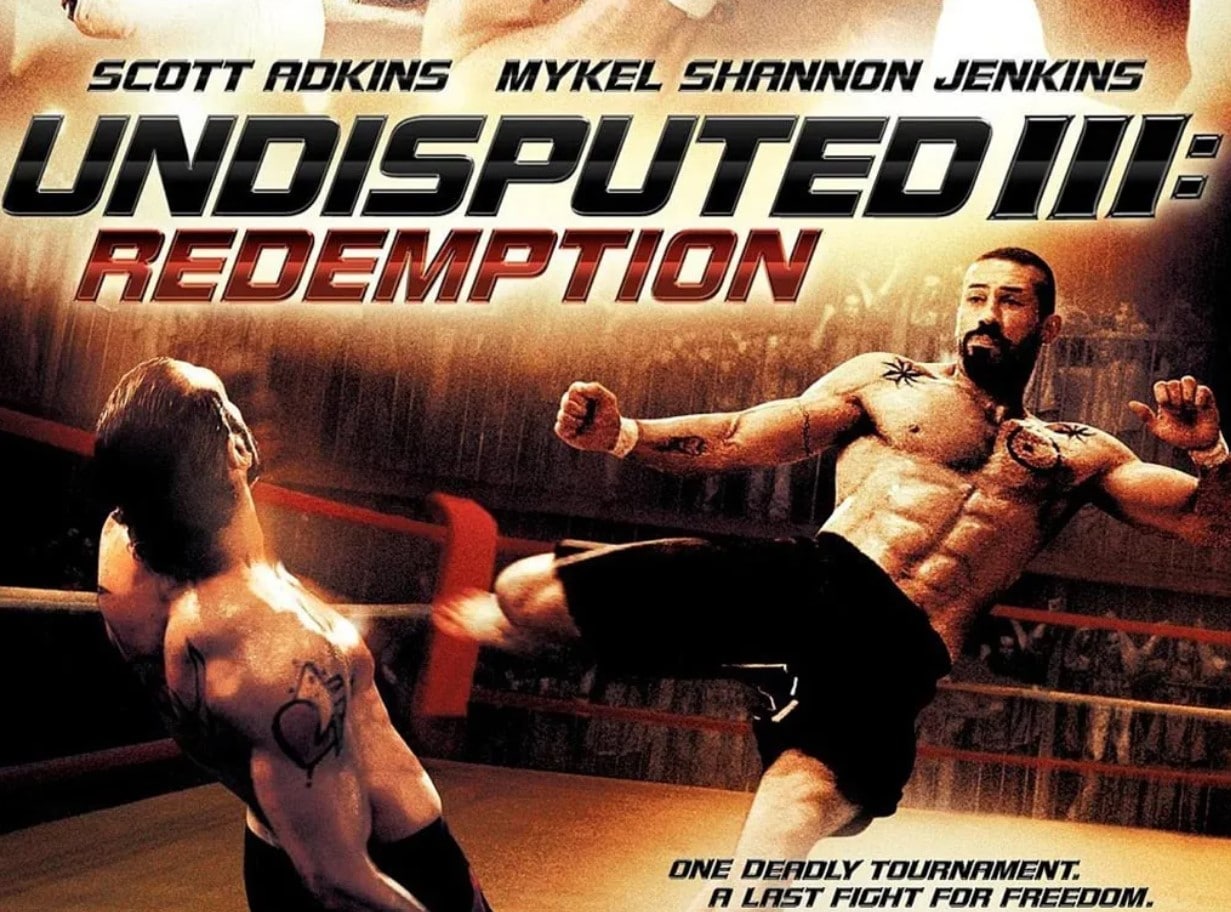 SCOTT ADKINS MYKEL SHANNON JENKINS
UNDISPUTED III:
REDEMPTION
ONE DEADLY TOURNAMENT.
A LAST FIGHT FOR FREEDOM.